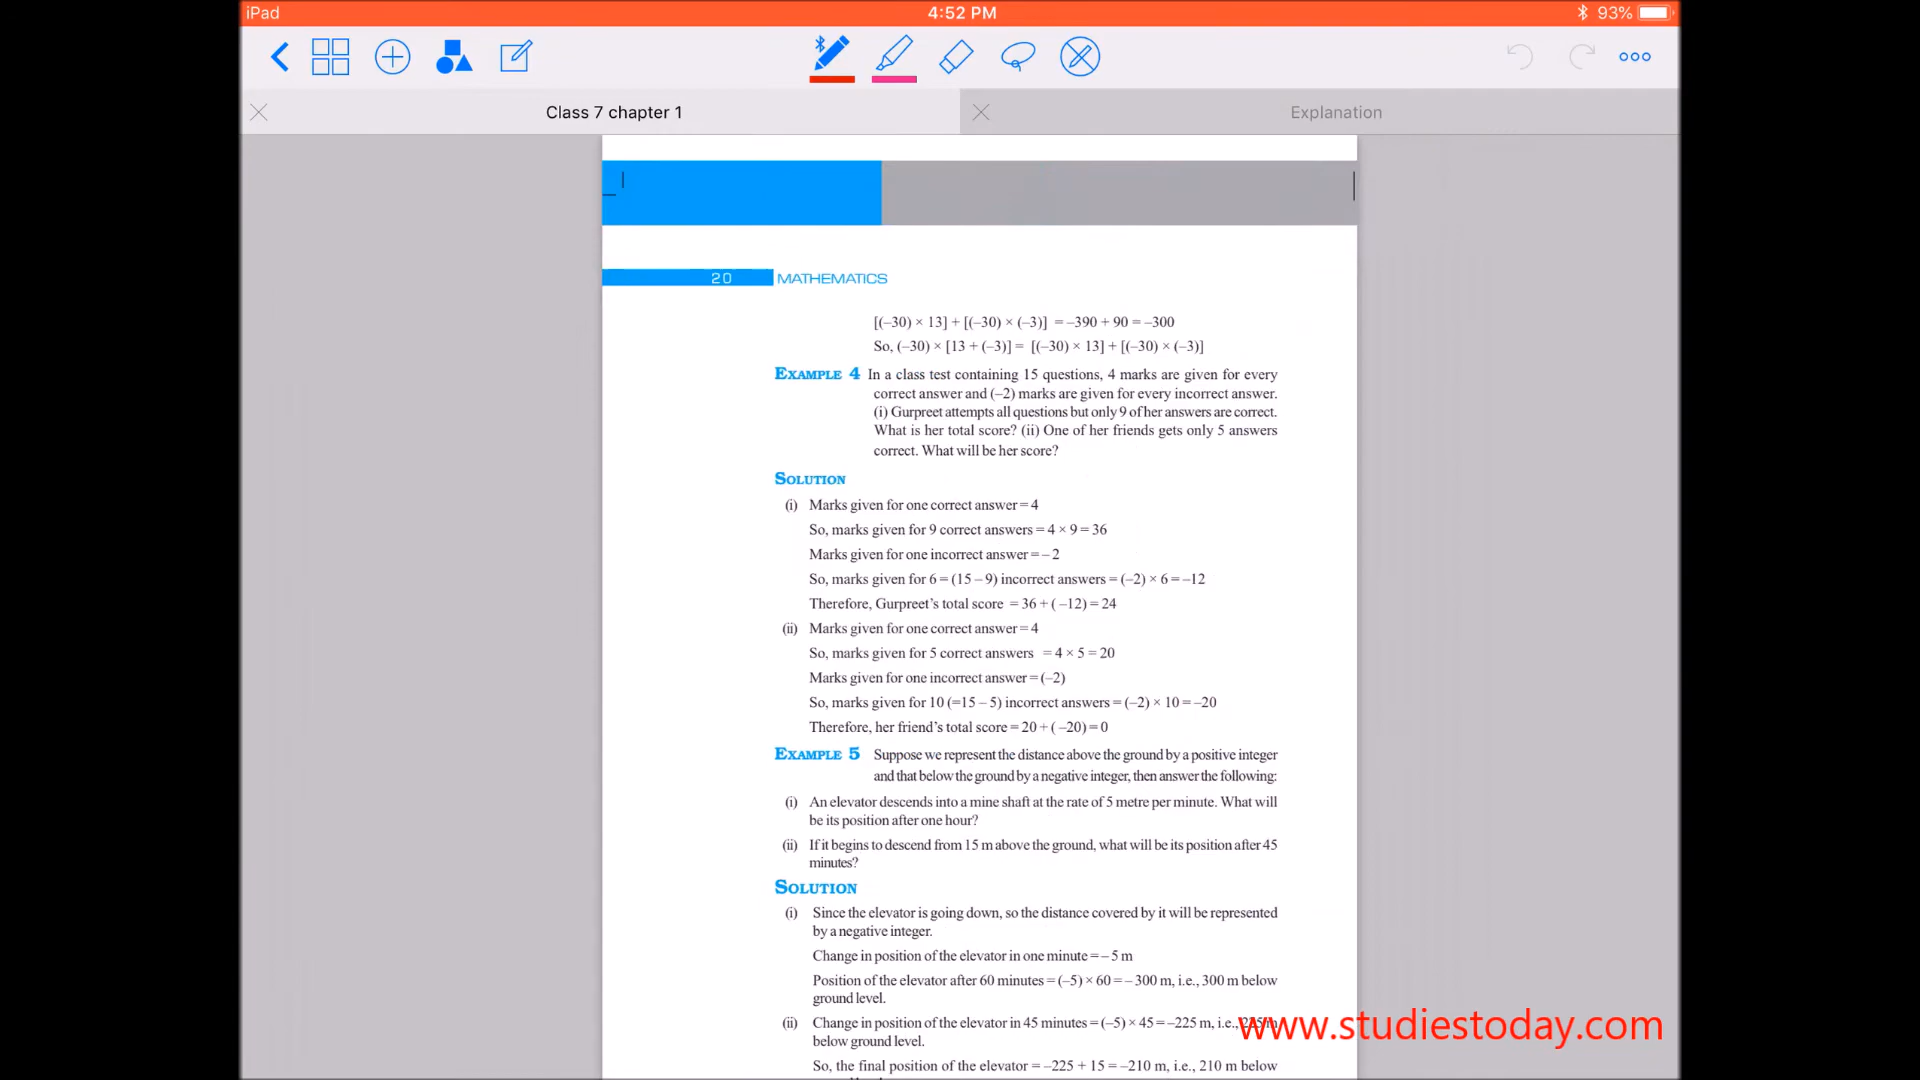 iPad
4:52 PM
93%
Class 7 chapter 1
Explanation
20 MATHEMATICS
[(–30) × 13] + [(–30) × (–3)] = –390 + 90 = –300
So, (–30) × [13 + (–3)] = [(–30) × 13] + [(–30) × (–3)]
EXAMPLE 4 In a class test containing 15 questions, 4 marks are given for every
correct answer and (–2) marks are given for every incorrect answer.
(i) Gurpreet attempts all questions but only 9 of her answers are correct.
What is her total score? (ii) One of her friends gets only 5 answers
correct. What will be her score?
SOLUTION
(i) Marks given for one correct answer = 4
So, marks given for 9 correct answers = 4 × 9 = 36
Marks given for one incorrect answer = – 2
So, marks given for 6 = (15 – 9) incorrect answers = (–2) × 6 = –12
Therefore, Gurpreet's total score = 36 + ( –12) = 24
(ii) Marks given for one correct answer = 4
So, marks given for 5 correct answers = 4 × 5 = 20
Marks given for one incorrect answer = (–2)
So, marks given for 10 (=15 – 5) incorrect answers = (–2) × 10 = –20
Therefore, her friend's total score = 20 + ( –20) = 0
EXAMPLE 5 Suppose we represent the distance above the ground by a positive integer
and that below the ground by a negative integer, then answer the following:
(i) An elevator descends into a mine shaft at the rate of 5 metre per minute. What will
be its position after one hour?
(ii) If it begins to descend from 15 m above the ground, what will be its position after 45
minutes?
SOLUTION
(i) Since the elevator is going down, so the distance covered by it will be represented
by a negative integer.
Change in position of the elevator in one minute = – 5 m
Position of the elevator after 60 minutes = (–5) × 60 = – 300 m, i.e., 300 m below
ground level.
(ii) Change in position of the elevator in 45 minutes = (–5) × 45 = –225 m, i.e.,
below ground level.
So, the final position of the elevator = –225 + 15 = –210 m, i.e., 210 m below
www.studiestoday.com